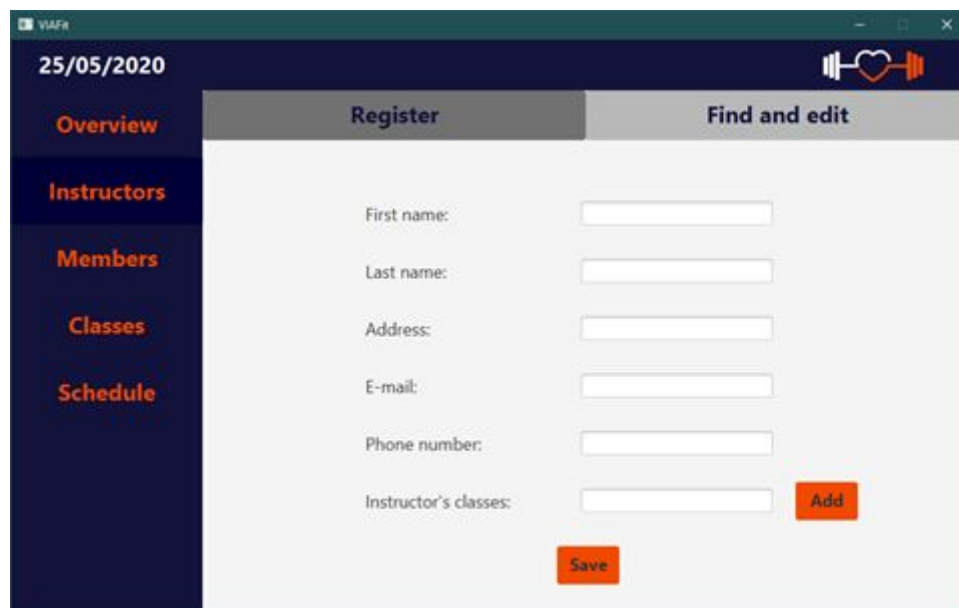 VIAFit
25/05/2020
Overview
Instructors
Members
Classes
Schedule
Register
Find and edit
First name:
Last name:
Address:
E-mail:
Phone number:
Instructor's classes:
Add
Save